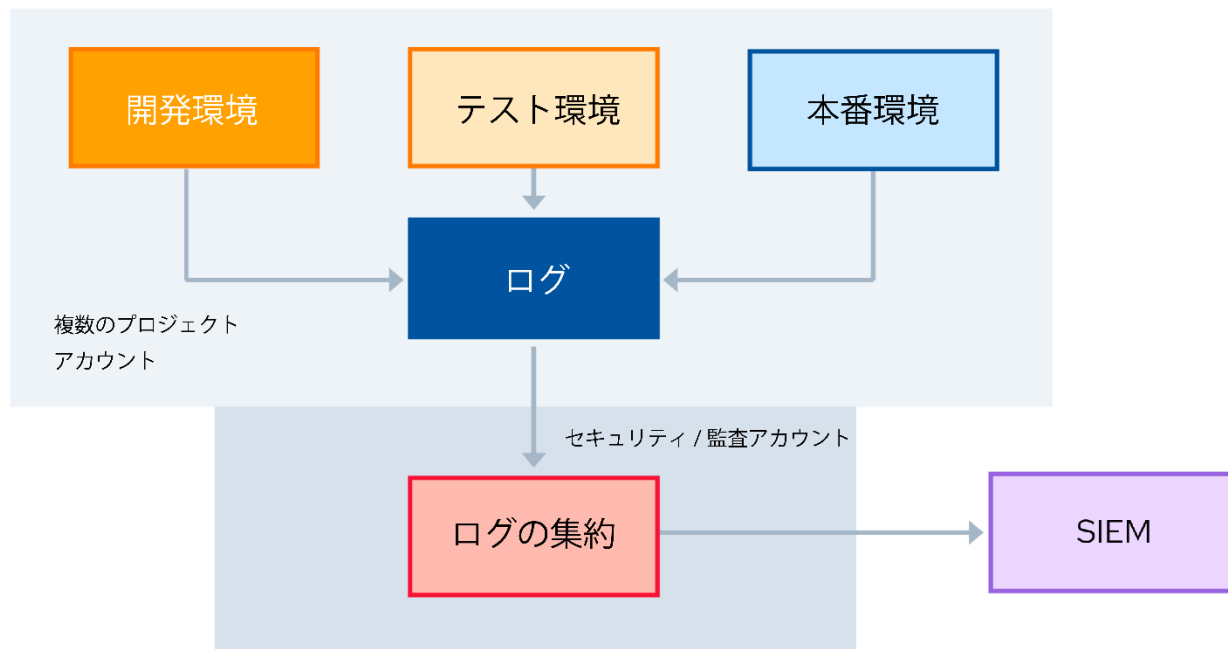 開発環境
テスト環境
本番環境
ログ
複数のプロジェクト
アカウント
セキュリティ / 監査アカウント
ログの集約
SIEM